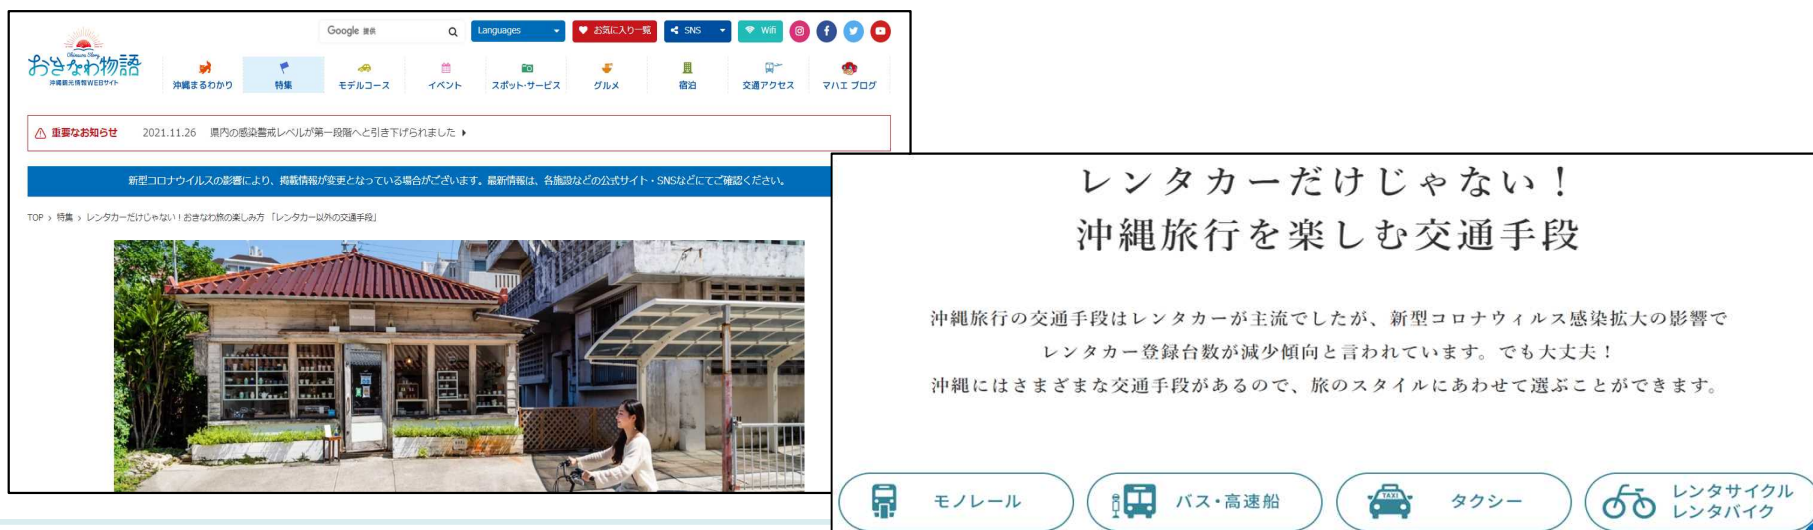 Google 提供
Languages
お気に入り一覧
SNS
Wifi
Okinawa Story
おきなわ物語
沖縄観光情報WEBサイト
沖縄まるわかり
特集
モデルコース
イベント
スポット・サービス
グルメ
宿泊
交通アクセス
マハエ ブログ
重要なお知らせ 2021.11.26 県内の感染警戒レベルが第一段階へと引き下げられました
新型コロナウイルスの影響により、掲載情報が変更となっている場合がございます。最新情報は、各施設などの公式サイト・SNSなどにてご確認ください。
TOP › 特集 › レンタカーだけじゃない！おきなわ旅の楽しみ方 「レンタカー以外の交通手段」
レンタカーだけじゃない！
沖縄旅行を楽しむ交通手段
沖縄旅行の交通手段はレンタカーが主流でしたが、新型コロナウィルス感染拡大の影響で
レンタカー登録台数が減少傾向と言われています。でも大丈夫！
沖縄にはさまざまな交通手段があるので、旅のスタイルにあわせて選ぶことができます。
モノレール
バス・高速船
TAXI
タクシー
レンタサイクル
レンタバイク